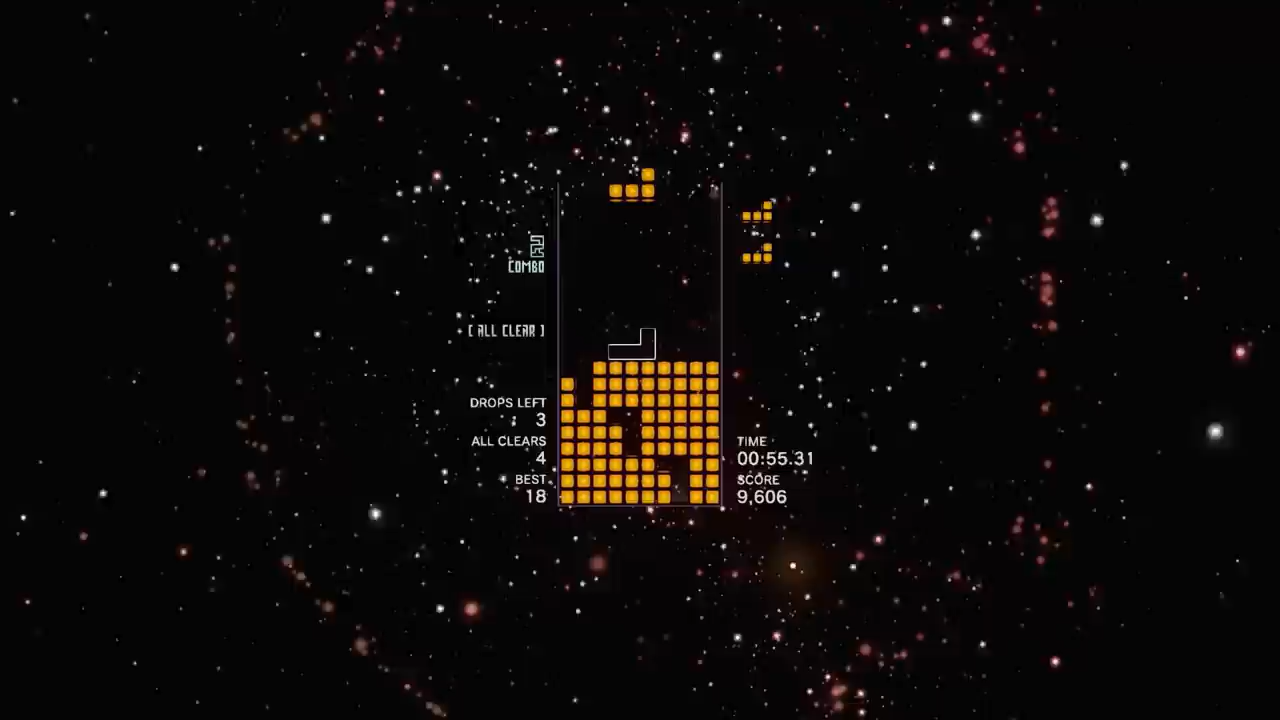 2
COMBO
[ ALL CLEAR ]
DROPS LEFT
3
ALL CLEARS
4
BEST
18
TIME
00:55.31
SCORE
9,606